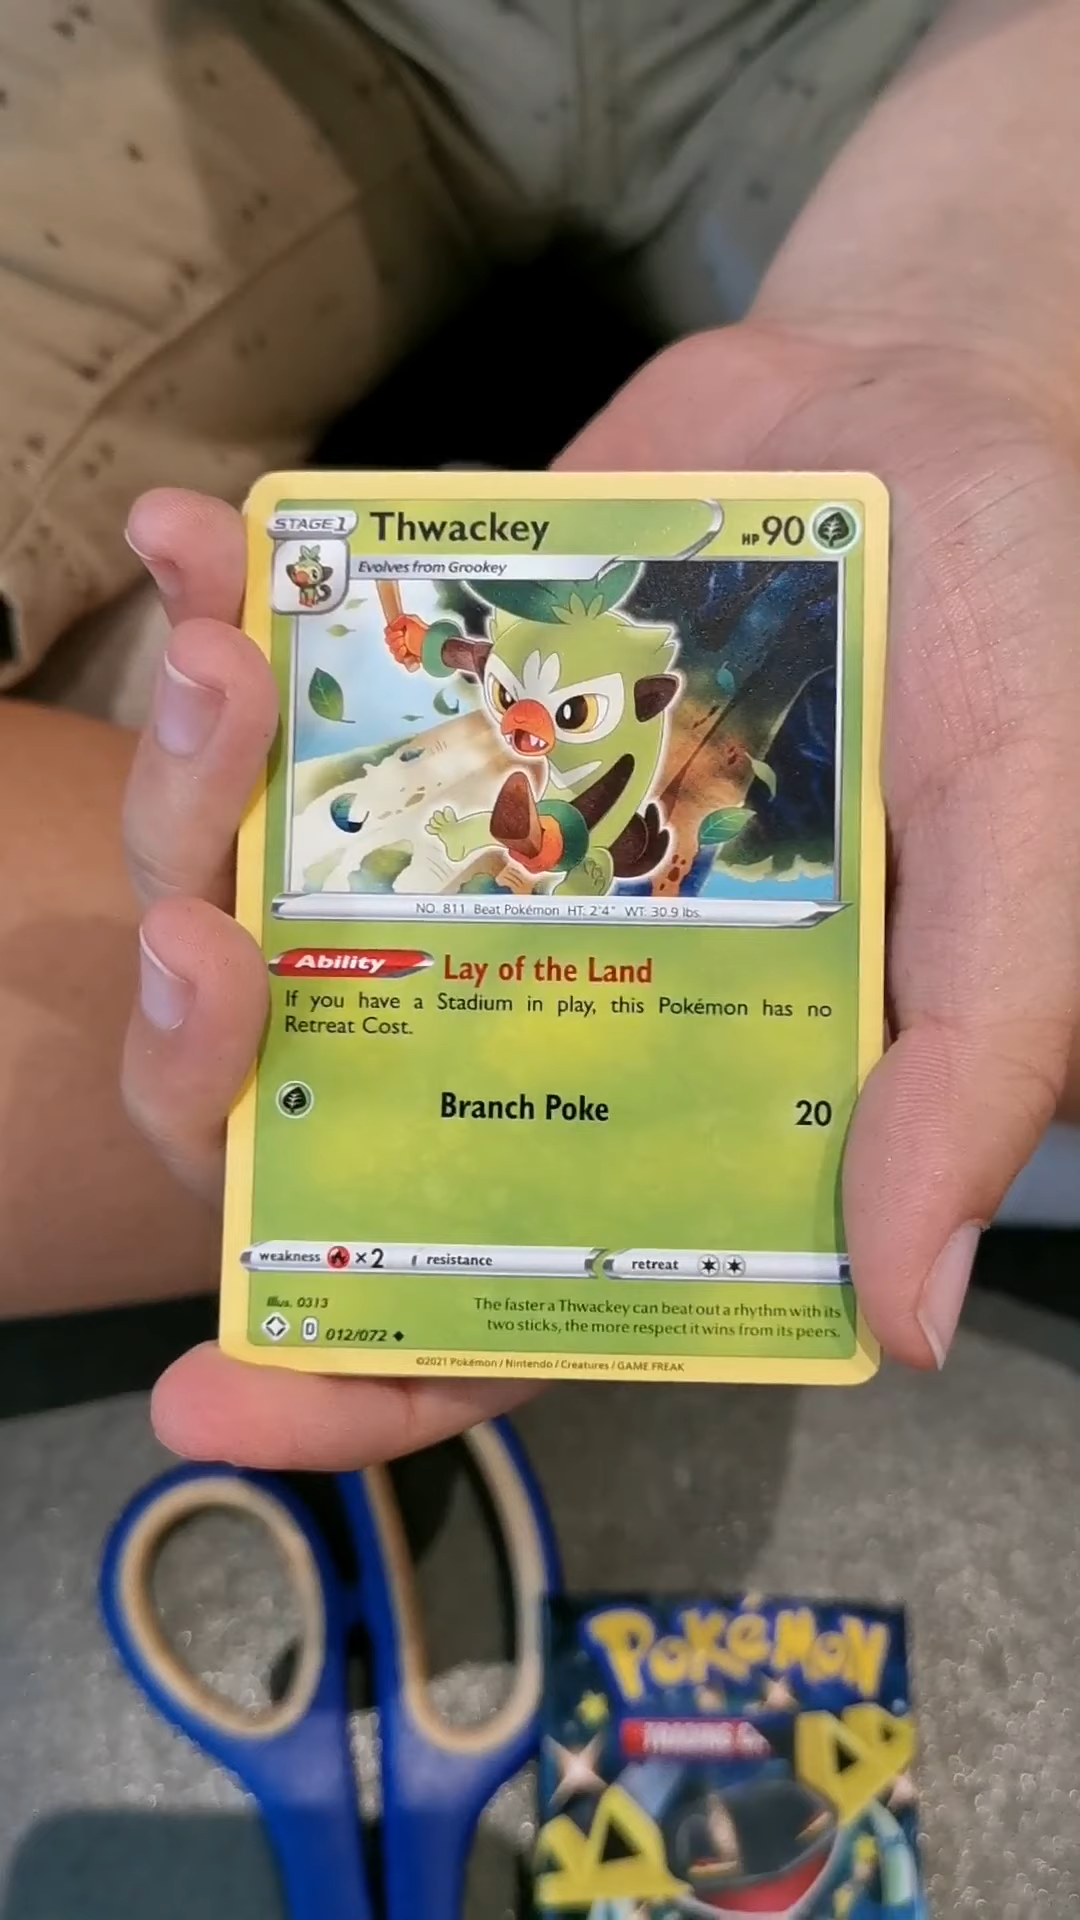 STAGE 1
Thwackey
HP 90
Evolves from Grookey
NO. 811 Beat Pokémon HT: 2'4" WT: 30.9 lbs.
Ability
Lay of the Land
If you have a Stadium in play, this Pokémon has no
Retreat Cost.
Branch Poke 20
weakness ×2 resistance retreat
Illus. 0313
The faster a Thwackey can beat out a rhythm with its
two sticks, the more respect it wins from its peers.
D 012/072
©2021 Pokémon / Nintendo / Creatures / GAME FREAK
POKéMON
TRADING